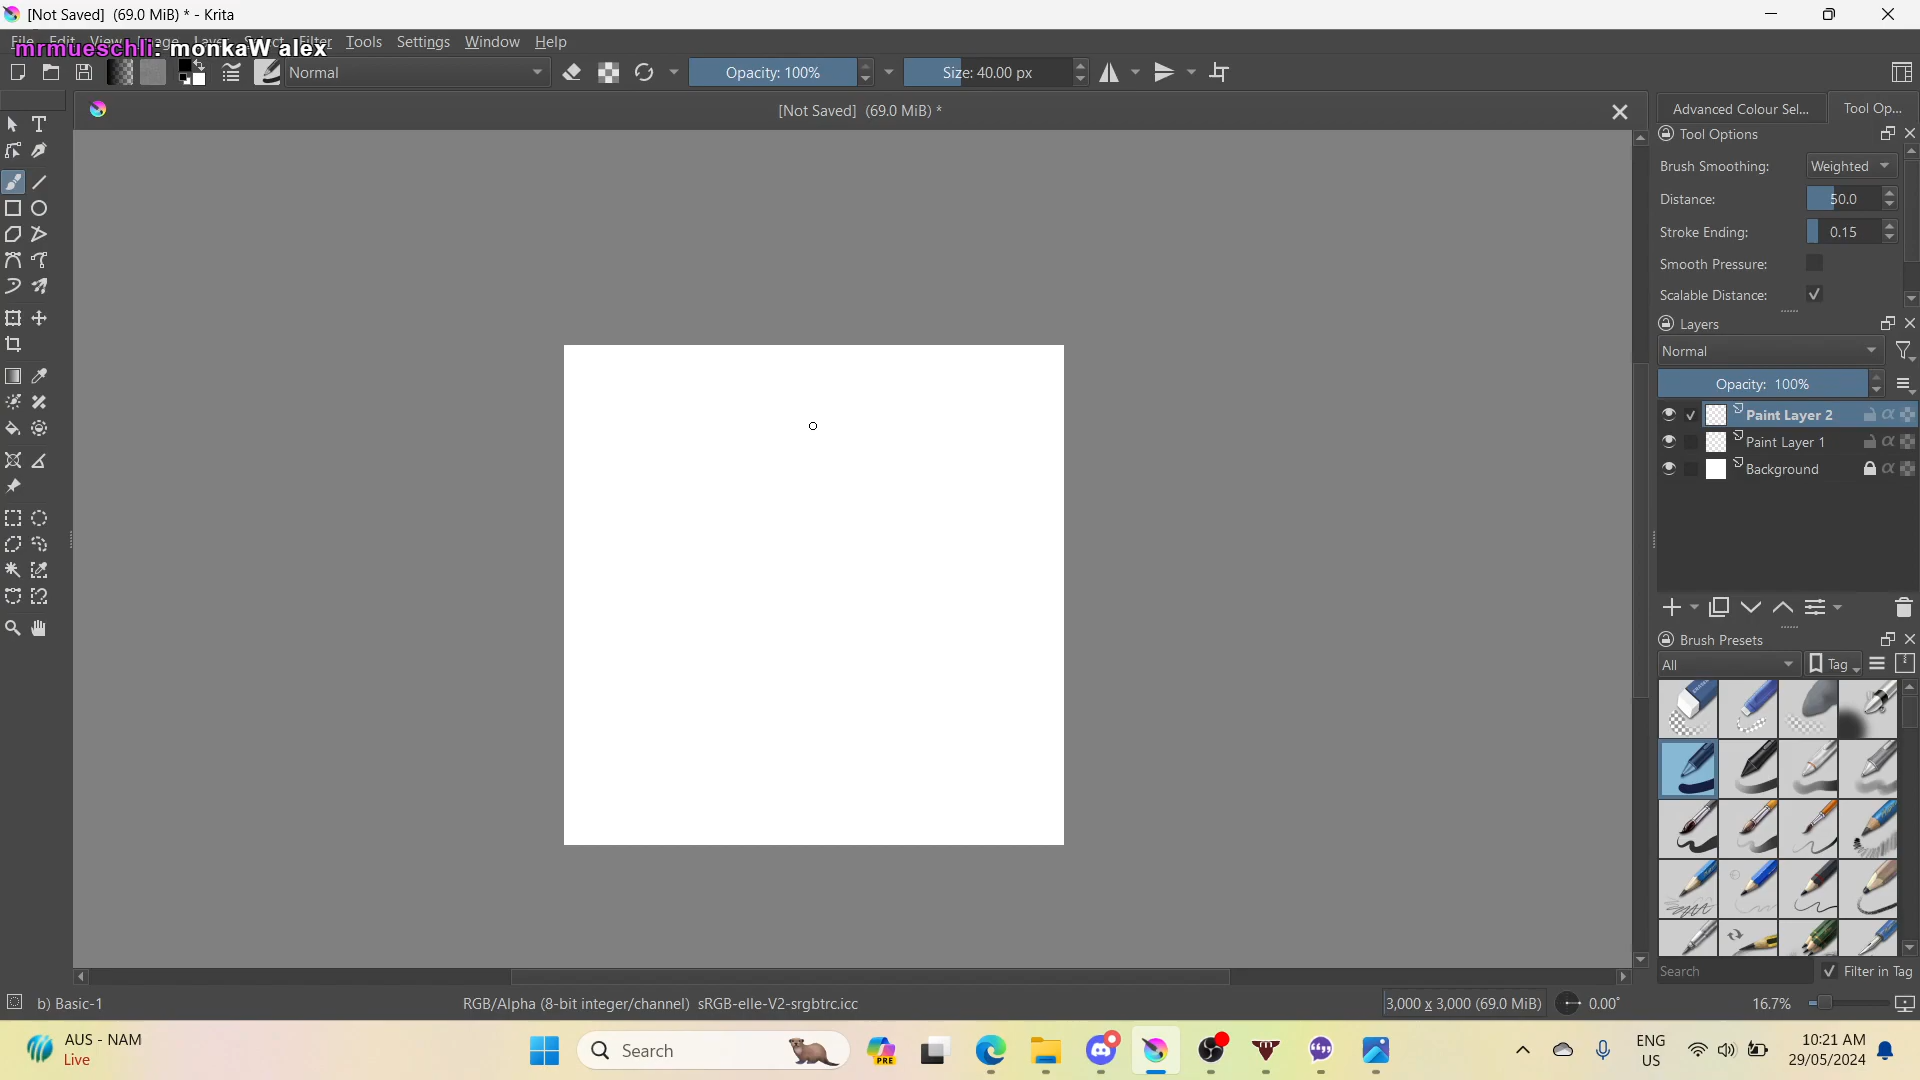 [Not Saved] (69.0 MiB) * - Krita
mrmueschli: monkaW alex
File Edit View Image Layer Select Filter Tools Settings Window Help
Normal
Opacity: 100%
Size: 40.00 px
[Not Saved] (69.0 MiB) *
Advanced Colour Sel...
Tool Op...
Tool Options
Brush Smoothing: Weighted
Distance: 50.0
Stroke Ending: 0.15
Smooth Pressure:
Scalable Distance:
Layers
Normal
Opacity: 100%
Paint Layer 2
Paint Layer 1
Background
Brush Presets
All
Tag
Search
Filter in Tag
b) Basic-1
RGB/Alpha (8-bit integer/channel) sRGB-elle-V2-srgbtrc.icc
3,000 x 3,000 (69.0 MiB)
0.00°
16.7%
AUS - NAM
Live
Search
PRE
ENG
US
10:21 AM
29/05/2024